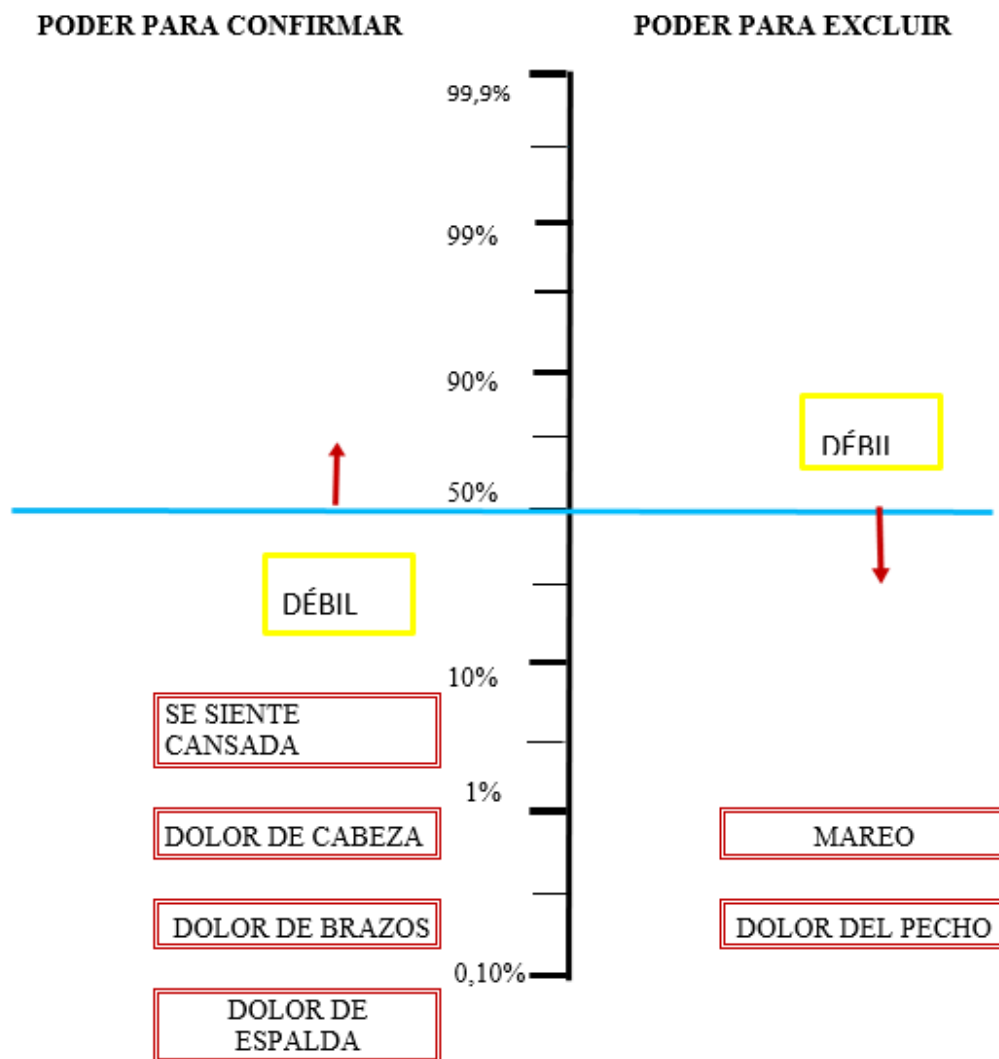 PODER PARA CONFIRMAR
PODER PARA EXCLUIR
99,9%
99%
90%
DÉBIL
50%
DÉBIL
10%
SE SIENTE
CANSADA
1%
DOLOR DE CABEZA
MAREO
DOLOR DE BRAZOS
DOLOR DEL PECHO
0,10%
DOLOR DE
ESPALDA